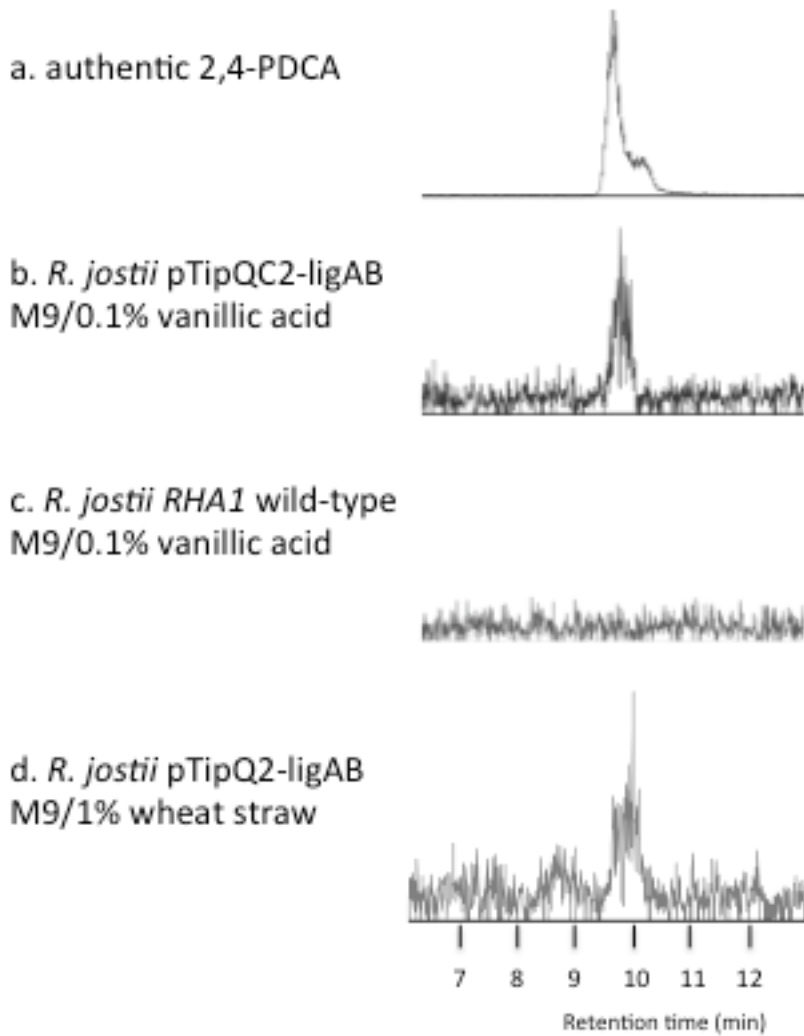 a. authentic 2,4-PDCA
b. R. jostii pTipQC2-ligAB
M9/0.1% vanillic acid
c. R. jostii RHA1 wild-type
M9/0.1% vanillic acid
d. R. jostii pTipQ2-ligAB
M9/1% wheat straw
7 8 9 10 11 12
Retention time (min)